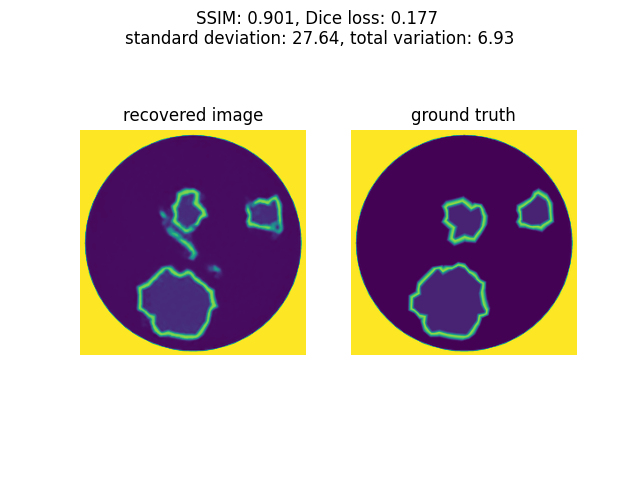 SSIM: 0.901, Dice loss: 0.177
standard deviation: 27.64, total variation: 6.93
recovered image
ground truth